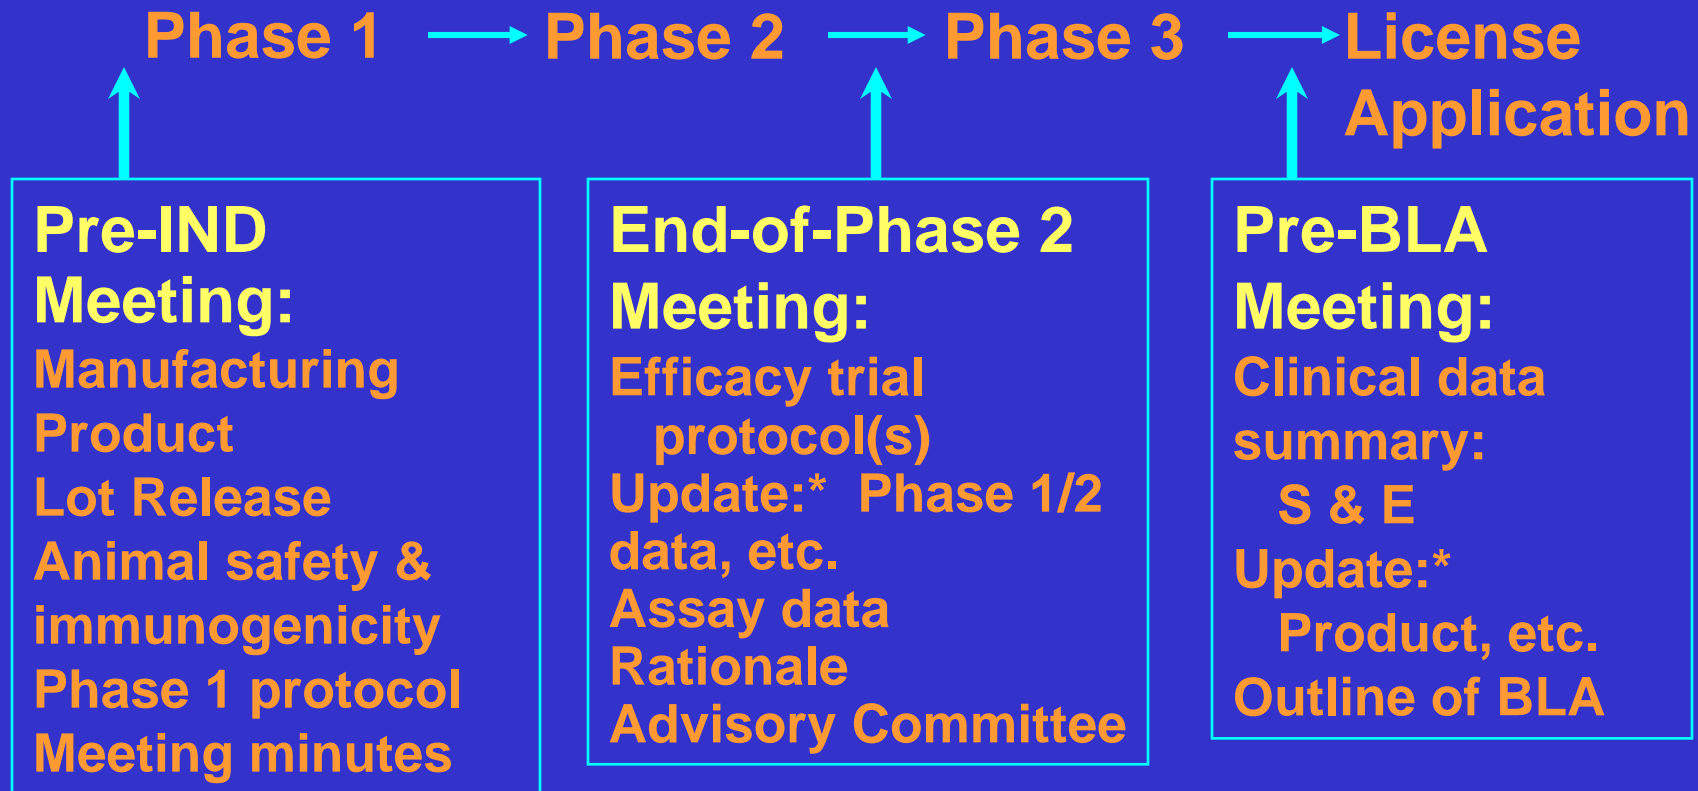 Phase 1 → Phase 2 → Phase 3 → License
Application
Pre-IND
Meeting:
Manufacturing
Product
Lot Release
Animal safety &
immunogenicity
Phase 1 protocol
Meeting minutes
End-of-Phase 2
Meeting:
Efficacy trial
protocol(s)
Update:* Phase 1/2
data, etc.
Assay data
Rationale
Advisory Committee
Pre-BLA
Meeting:
Clinical data
summary:
S & E
Update:*
Product, etc.
Outline of BLA